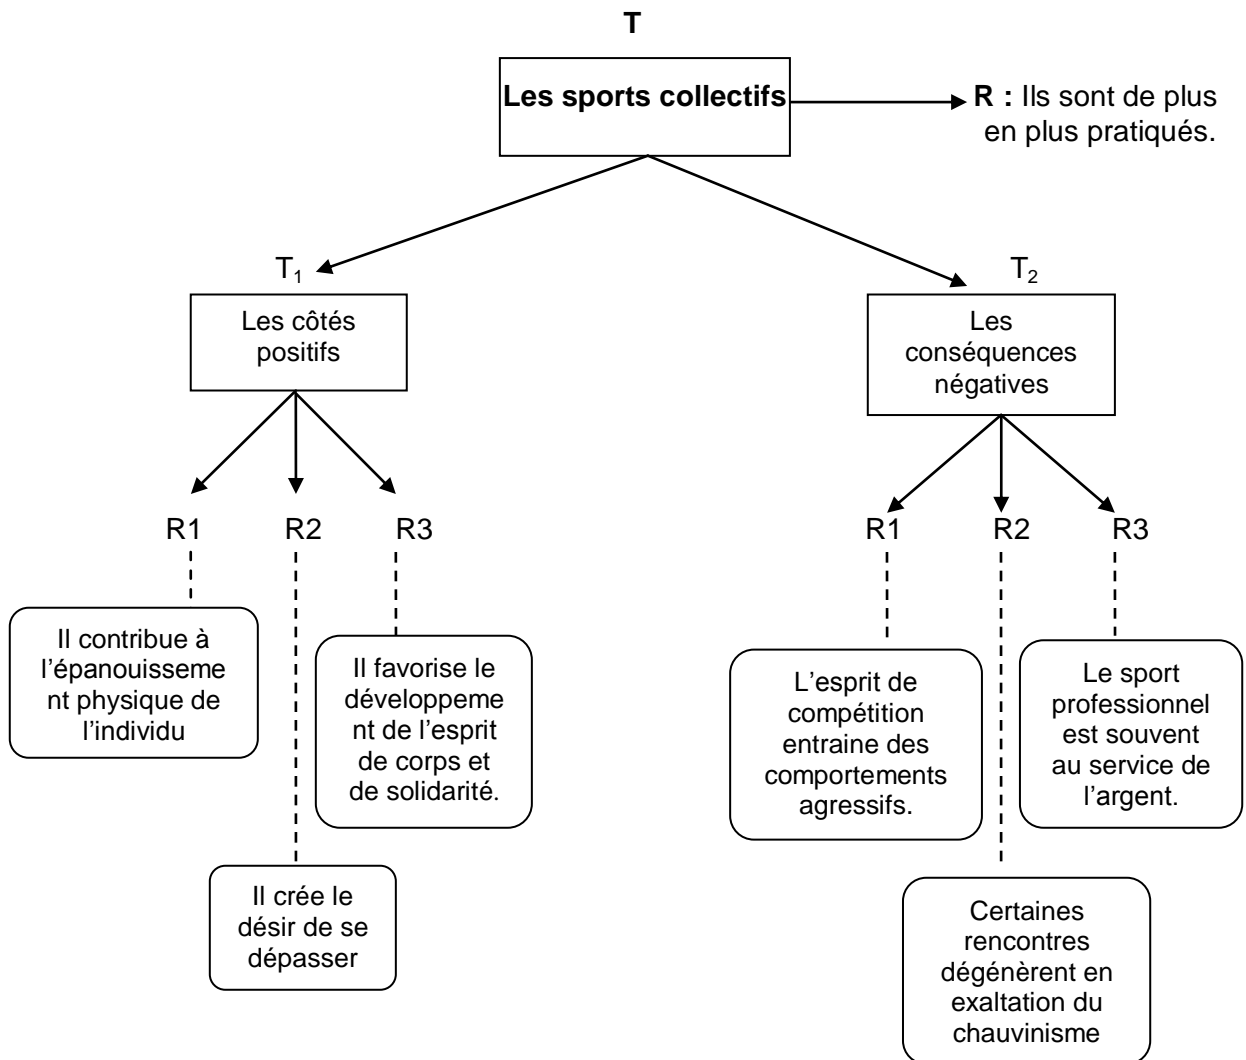 T
Les sports collectifs
R : Ils sont de plus
en plus pratiqués.
T₁
Les côtés
positifs
T₂
Les
conséquences
négatives
R1
R2
R3
Il contribue à
l’épanouisseme
nt physique de
l’individu
Il crée le
désir de se
dépasser
Il favorise le
développeme
nt de l’esprit
de corps et
de solidarité.
R1
R2
R3
L’esprit de
compétition
entraine des
comportements
agressifs.
Certaines
rencontres
dégénèrent en
exaltation du
chauvinisme
Le sport
professionnel
est souvent
au service de
l’argent.